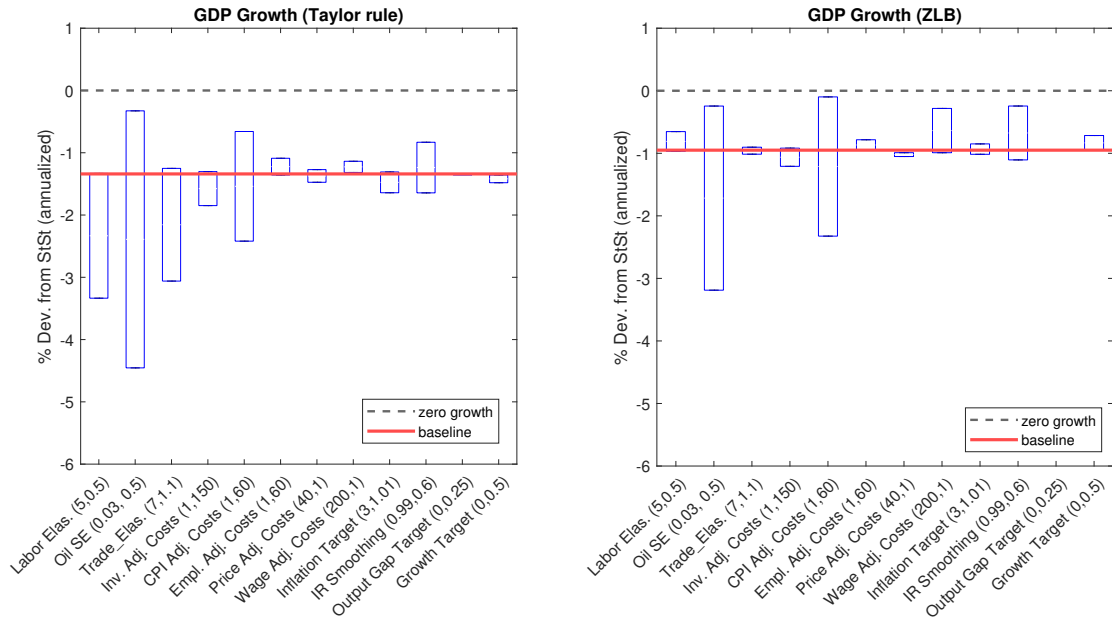 GDP Growth (Taylor rule)
% Dev. from StSt (annualized)
1
0
-1
-2
-3
-4
-5
-6
zero growth
baseline
Labor Elas. (5,0.5)
Oil SE (0.03, 0.5)
Trade_Elas. (7,1.1)
Inv. Adj. Costs (1,150)
CPI Adj. Costs (1,60)
Empl. Adj. Costs (1,60)
Price Adj. Costs (40,1)
Wage Adj. Costs (200,1)
Inflation Target (3,1.01)
IR Smoothing (0.99,0.6)
Output Gap Target (0,0.25)
Growth Target (0,0.5)
GDP Growth (ZLB)
% Dev. from StSt (annualized)
1
0
-1
-2
-3
-4
-5
-6
zero growth
baseline
Labor Elas. (5,0.5)
Oil SE (0.03, 0.5)
Trade_Elas. (7,1.1)
Inv. Adj. Costs (1,150)
CPI Adj. Costs (1,60)
Empl. Adj. Costs (1,60)
Price Adj. Costs (40,1)
Wage Adj. Costs (200,1)
Inflation Target (3,1.01)
IR Smoothing (0.99,0.6)
Output Gap Target (0,0.25)
Growth Target (0,0.5)